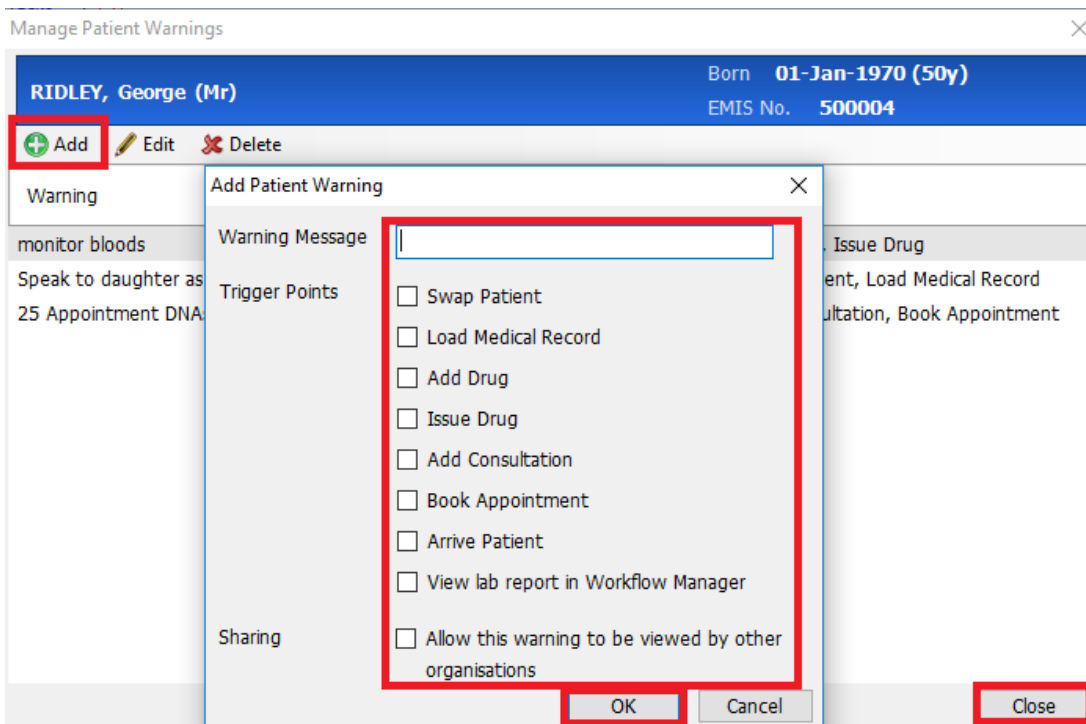 Manage Patient Warnings
RIDLEY, George (Mr)
Born 01-Jan-1970 (50y)
EMIS No. 500004
Add Edit Delete
Warning
monitor bloods
Speak to daughter as
25 Appointment DNA
Issue Drug
ent, Load Medical Record
ultation, Book Appointment
Add Patient Warning
Warning Message
Trigger Points
Swap Patient
Load Medical Record
Add Drug
Issue Drug
Add Consultation
Book Appointment
Arrive Patient
View lab report in Workflow Manager
Sharing
Allow this warning to be viewed by other
organisations
OK Cancel
Close